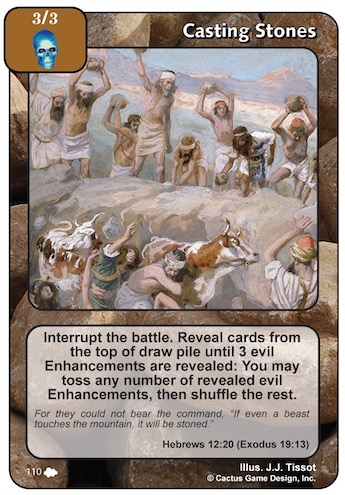 3/3
Casting Stones
Interrupt the battle. Reveal cards from
the top of draw pile until 3 evil
Enhancements are revealed: You may
toss any number of revealed evil
Enhancements, then shuffle the rest.
For they could not bear the command, "If even a beast
touches the mountain, it will be stoned."
Hebrews 12:20 (Exodus 19:13)
Illus. J.J. Tissot
110
© Cactus Game Design, Inc.